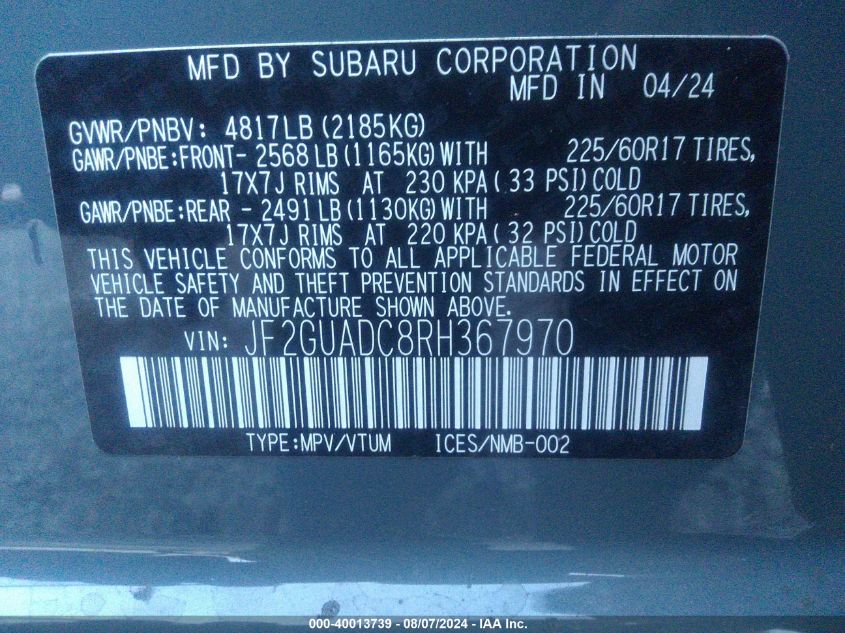 MFD BY SUBARU CORPORATION
MFD IN 04/24
GVWR/PNBV: 4817LB (2185KG)
GAWR/PNBE:FRONT- 2568 LB (1165KG) WITH 225/60R17 TIRES,
17X7J RIMS AT 230 KPA ( 33 PSI) COLD
GAWR/PNBE:REAR - 2491 LB (1130KG) WITH 225/60R17 TIRES,
17X7J RIMS AT 220 KPA ( 32 PSI) COLD
THIS VEHICLE CONFORMS TO ALL APPLICABLE FEDERAL MOTOR
VEHICLE SAFETY AND THEFT PREVENTION STANDARDS IN EFFECT ON
THE DATE OF MANUFACTURE SHOWN ABOVE.
VIN: JF2GUADC8RH367970
TYPE:MPV/VTUM ICES/NMB-002
000-40013739 - 08/07/2024 - IAA Inc.